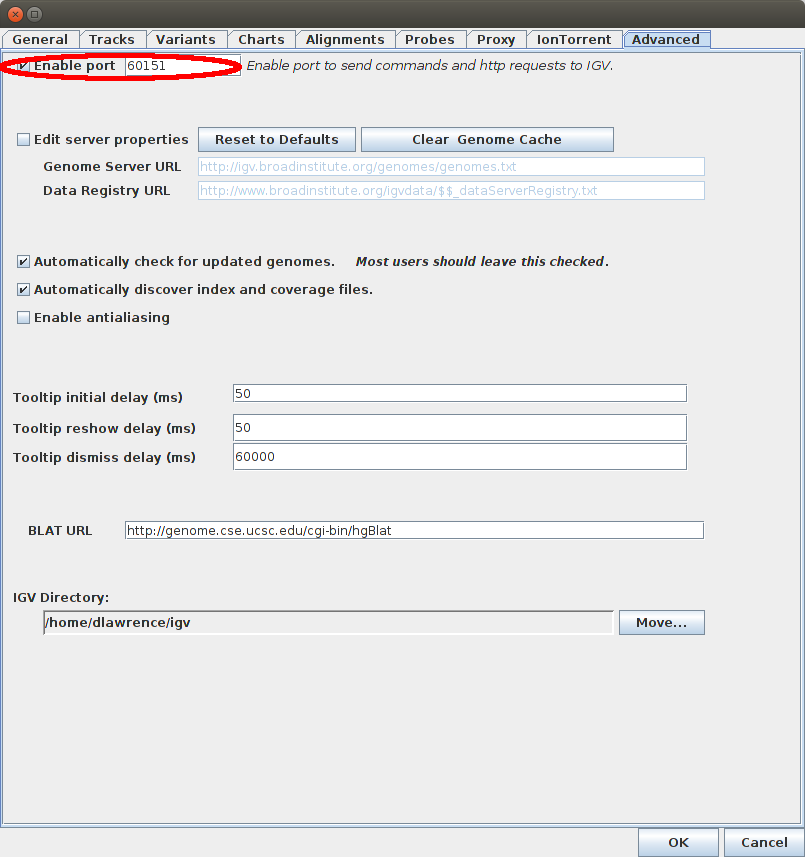 General Tracks Variants Charts Alignments Probes Proxy IonTorrent Advanced
Enable port 60151 Enable port to send commands and http requests to IGV.
Edit server properties Reset to Defaults Clear Genome Cache
Genome Server URL http://igv.broadinstitute.org/genomes/genomes.txt
Data Registry URL http://www.broadinstitute.org/igvdata/$$_dataServerRegistry.txt
Automatically check for updated genomes. Most users should leave this checked.
Automatically discover index and coverage files.
Enable antialiasing
Tooltip initial delay (ms) 50
Tooltip reshow delay (ms) 50
Tooltip dismiss delay (ms) 60000
BLAT URL http://genome.cse.ucsc.edu/cgi-bin/hgBlat
IGV Directory:
/home/dlawrence/igv Move...
OK Cancel